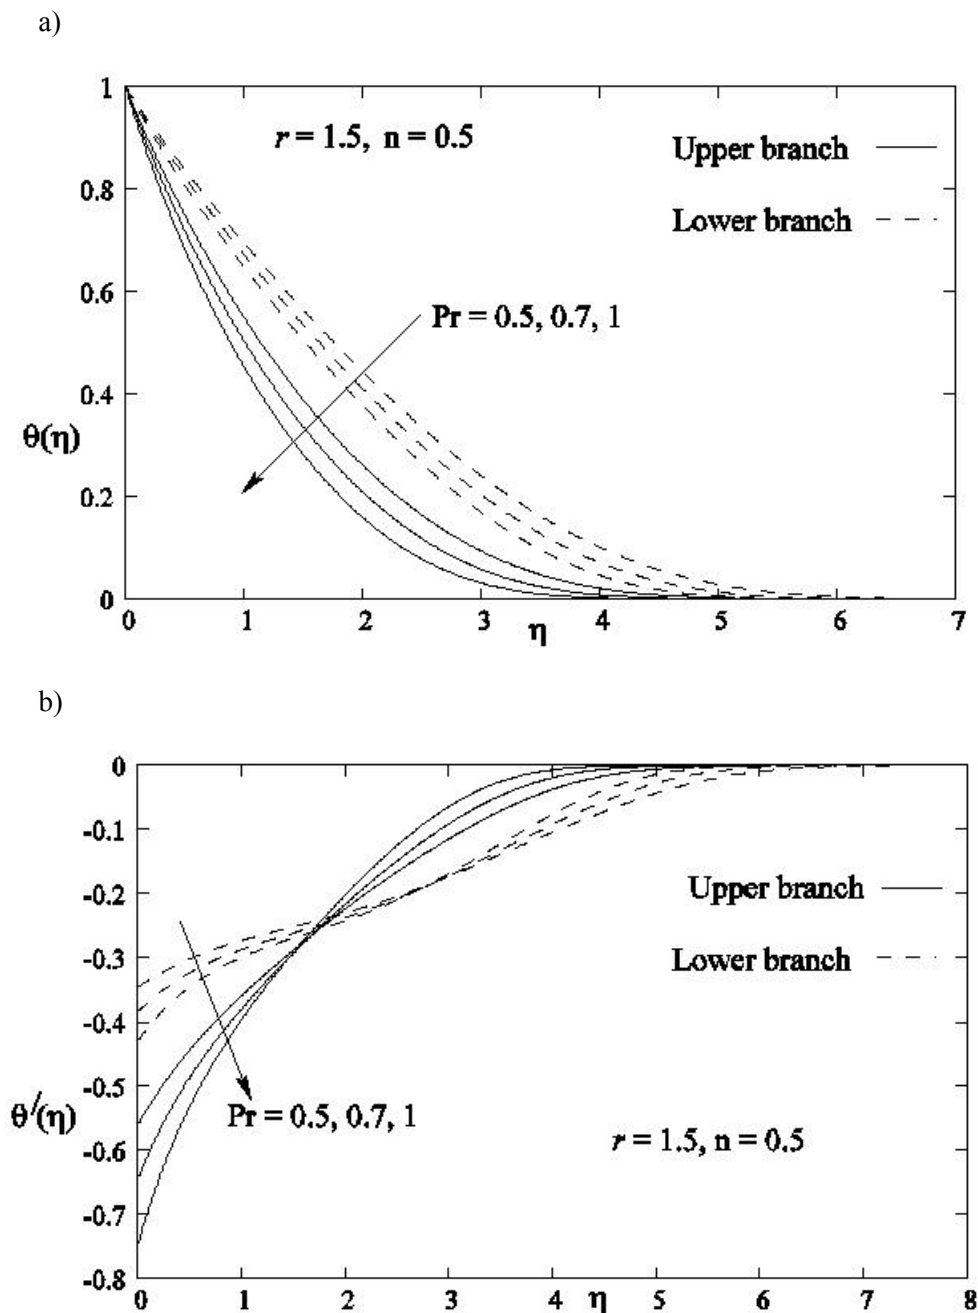 a)
1
r = 1.5, n = 0.5
Upper branch
0.8
Lower branch
0.6
Pr = 0.5, 0.7, 1
0.4
θ(η)
0.2
0
0 1 2 3 4 5 6 7
η
b)
0
-0.1
-0.2
Upper branch
-0.3
Lower branch
-0.4
-0.5
θ/(η)
Pr = 0.5, 0.7, 1
r = 1.5, n = 0.5
-0.6
-0.7
-0.8
0 1 2 3 4 5 6 7 8
η